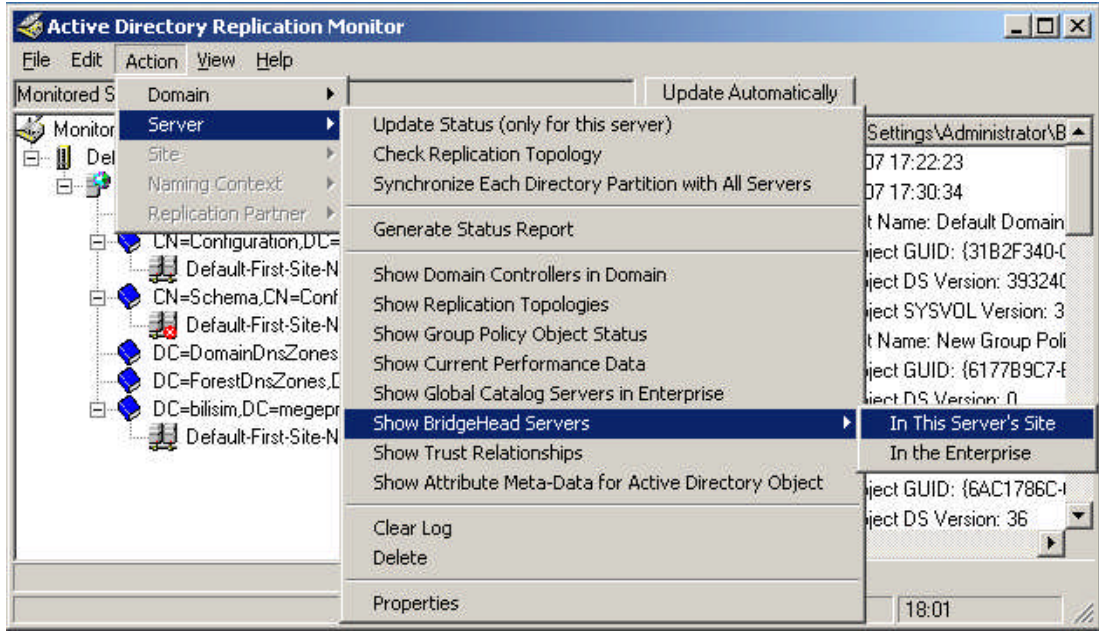 Active Directory Replication Monitor
File Edit Action View Help
Monitored S
Update Automatically
Domain
Server
Site
Naming Context
Replication Partner
Monitor
Del
CN=Configuration,DC=
Default-First-Site-N
CN=Schema,CN=Conf
Default-First-Site-N
DC=DomainDnsZones
DC=ForestDnsZones,D
DC=bilisim,DC=megepr
Default-First-Site-N
Update Status (only for this server)
Check Replication Topology
Synchronize Each Directory Partition with All Servers
Generate Status Report
Show Domain Controllers in Domain
Show Replication Topologies
Show Group Policy Object Status
Show Current Performance Data
Show Global Catalog Servers in Enterprise
Show BridgeHead Servers
Show Trust Relationships
Show Attribute Meta-Data for Active Directory Object
Clear Log
Delete
Properties
In This Server's Site
In the Enterprise
Settings\Administrator\B
07 17:22:23
07 17:30:34
t Name: Default Domain
ject GUID: {31B2F340-0
ject DS Version: 393240
ject SYSVOL Version: 3
t Name: New Group Poli
ject GUID: {6177B9C7-E
ject DS Version: 0
ject GUID: {6AC1786C-
ject DS Version: 36
18:01